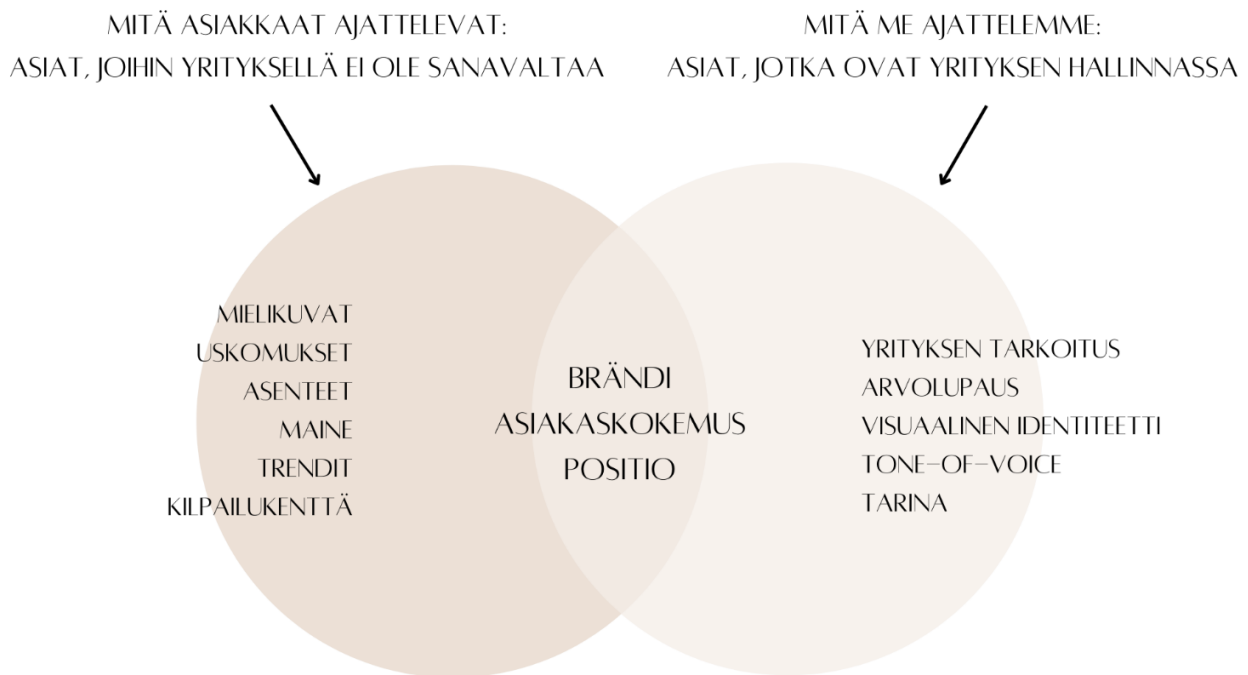 MITÄ ASIAKKAAT AJATTELEVAT:
ASIAT, JOIHIN YRITYKSELLÄ EI OLE SANAVALTAA
MITÄ ME AJATTELEMME:
ASIAT, JOTKA OVAT YRITYKSEN HALLINNASSA
MIELIKUVAT
USKOMUKSET
ASENTEET
MAINE
TRENDIT
KILPAILUKENTTÄ
BRÄNDI
ASIAKASKOKEMUS
POSITIO
YRITYKSEN TARKOITUS
ARVOLUPAUS
VISUAALINEN IDENTITEETTI
TONE-OF-VOICE
TARINA